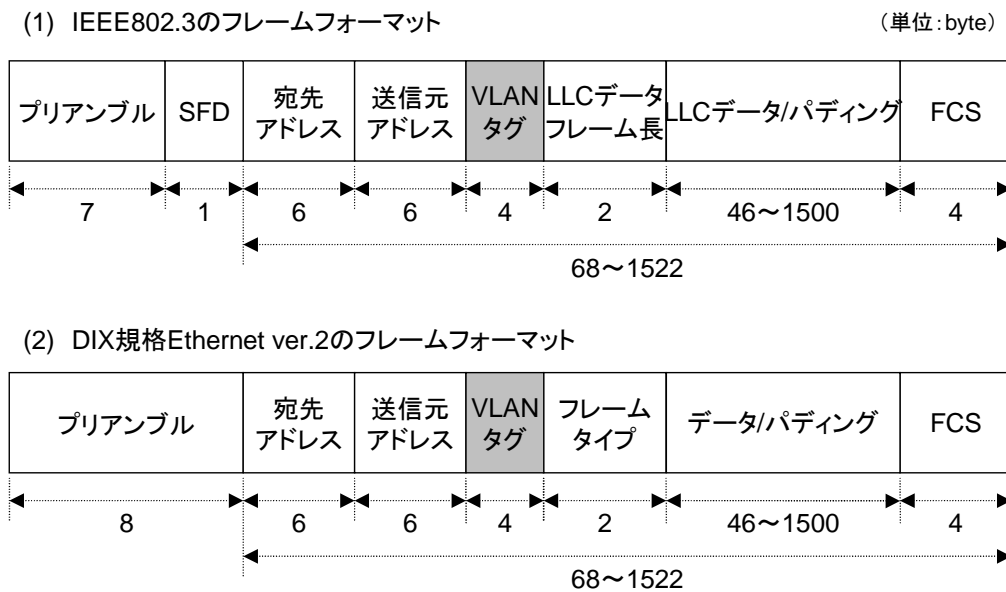 (1) IEEE802.3のフレームフォーマット
（単位：byte）
プリアンブル
SFD
宛先
アドレス
送信元
アドレス
VLAN
タグ
LLCデータ
フレーム長
LLCデータ/パディング
FCS
7
1
6
6
4
2
46～1500
4
68～1522
(2) DIX規格Ethernet ver.2のフレームフォーマット
プリアンブル
宛先
アドレス
送信元
アドレス
VLAN
タグ
フレーム
タイプ
データ/パディング
FCS
8
6
6
4
2
46～1500
4
68～1522